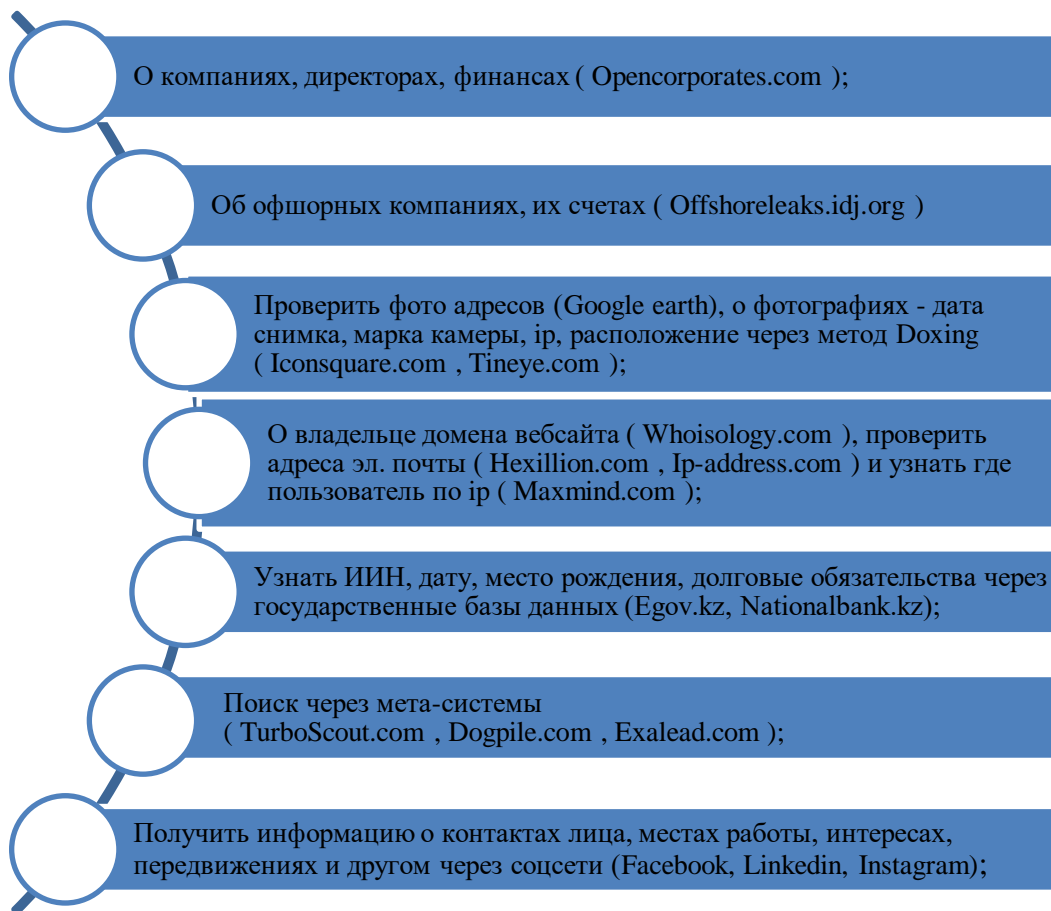 О компаниях, директорах, финансах ( Opencorporates.com );
Об офшорных компаниях, их счетах ( Offshoreleaks.idj.org )
Проверить фото адресов (Google earth), о фотографиях - дата
снимка, марка камеры, ip, расположение через метод Doxing
( Iconsquare.com , Tineye.com );
О владельце домена вебсайта ( Whoisology.com ), проверить
адреса эл. почты ( Hexillion.com , Ip-address.com ) и узнать где
пользователь по ip ( Maxmind.com );
Узнать ИИН, дату, место рождения, долговые обязательства через
государственные базы данных (Egov.kz, Nationalbank.kz);
Поиск через мета-системы
( TurboScout.com , Dogpile.com , Exalead.com );
Получить информацию о контактах лица, местах работы, интересах,
передвижениях и другом через соцсети (Facebook, Linkedin, Instagram);